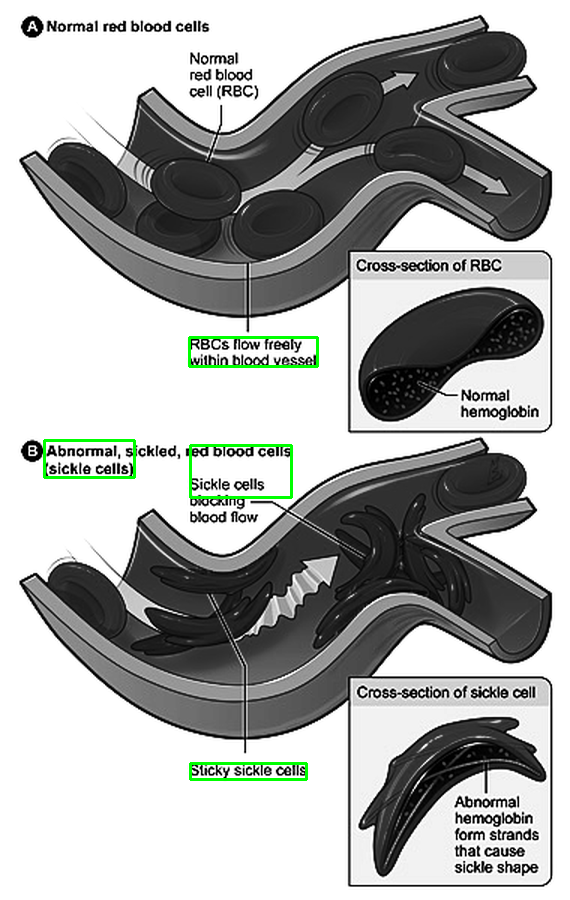 A Normal red blood cells
Normal
red blood
cell (RBC)
RBCs flow freely
within blood vessel
Cross-section of RBC
Normal
hemoglobin
B Abnormal, sickled, red blood cells
(sickle cells)
Sickle cells
blocking
blood flow
Sticky sickle cells
Cross-section of sickle cell
Abnormal
hemoglobin
form strands
that cause
sickle shape